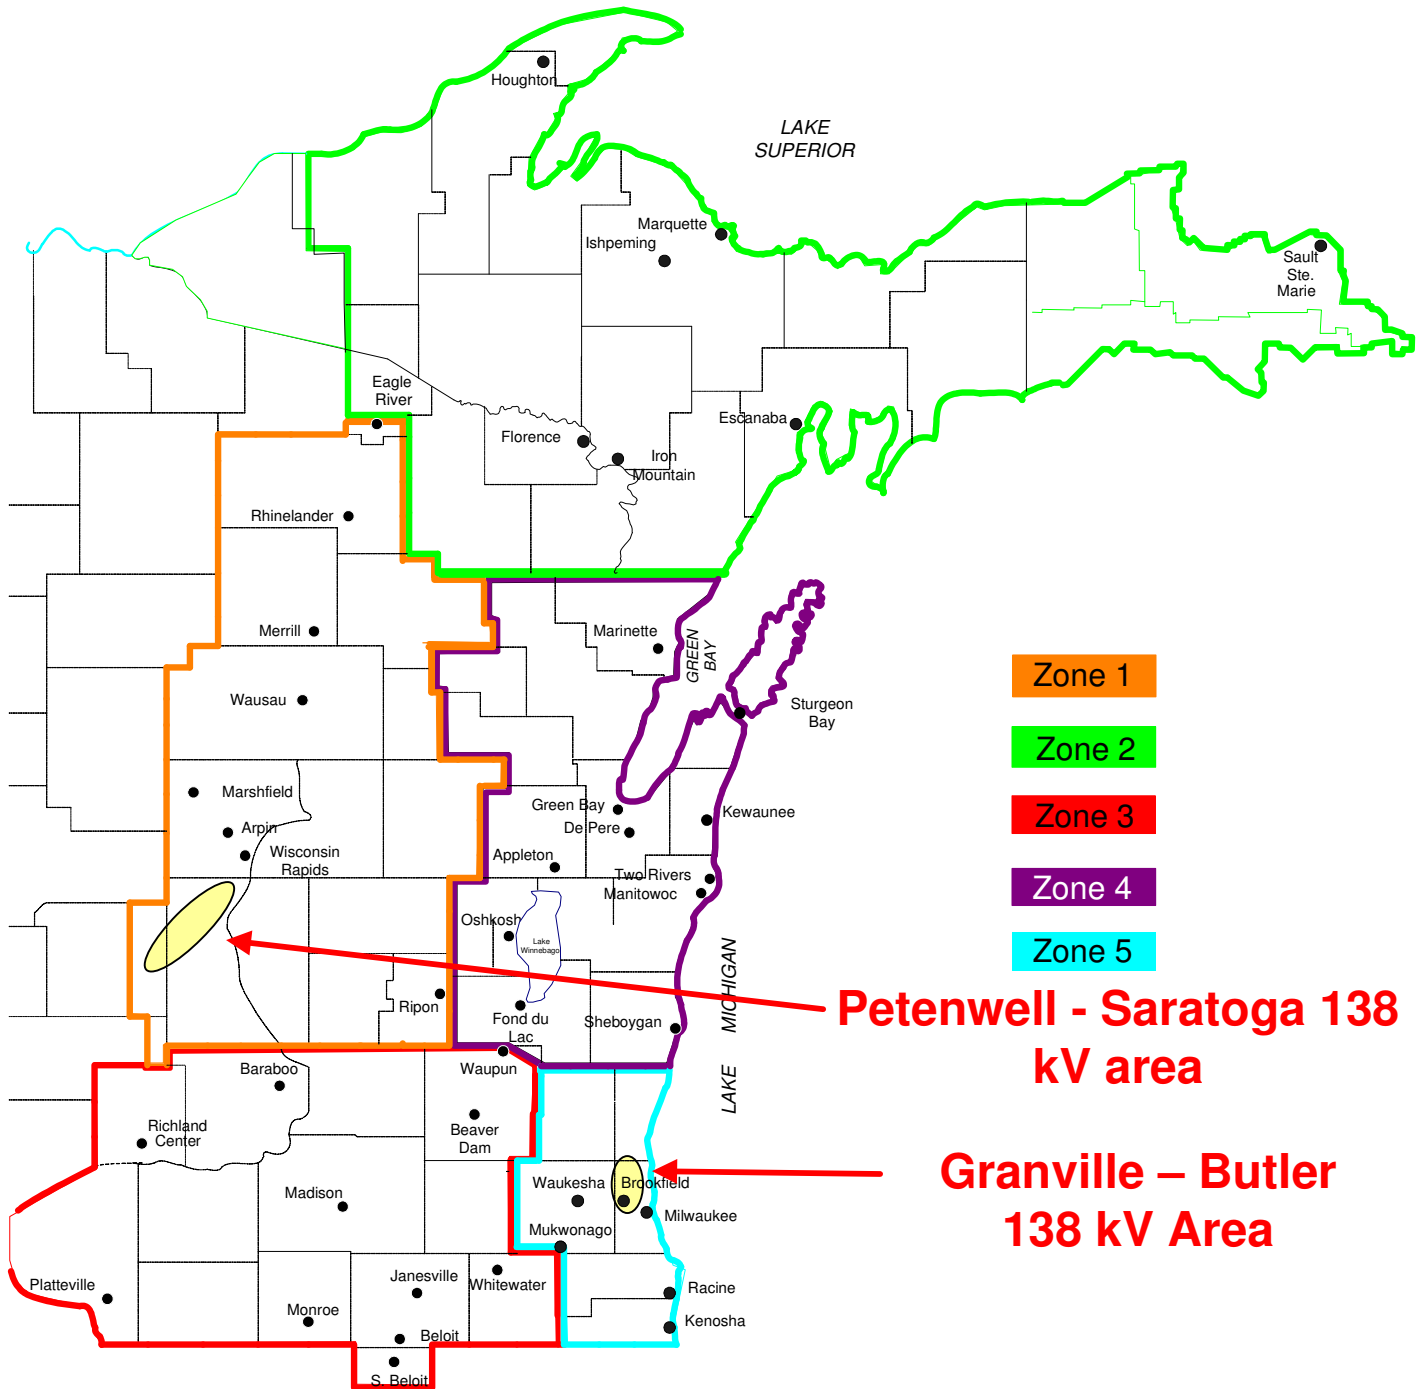 Houghton
LAKE
SUPERIOR
Marquette
Ishpeming
Sault
Ste.
Marie
Eagle
River
Escanaba
Florence
Iron
Mountain
Rhinelander
Merrill
Marinette
GREEN
BAY
Zone 1
Wausau
Sturgeon
Bay
Zone 2
Marshfield
Green Bay
Kewaunee
Zone 3
Arpin
De Pere
Wisconsin
Rapids
Appleton
Two Rivers
Manitowoc
Zone 4
Oshkosh
Lake
Winnebago
Zone 5
LAKE MICHIGAN
Ripon
Fond du
Lac
Sheboygan
Petenwell - Saratoga 138
kV area
Baraboo
Waupun
Richland
Center
Beaver
Dam
Madison
Waukesha
Brookfield
Granville – Butler
138 kV Area
Mukwonago
Milwaukee
Platteville
Janesville
Whitewater
Racine
Monroe
Beloit
Kenosha
S. Beloit